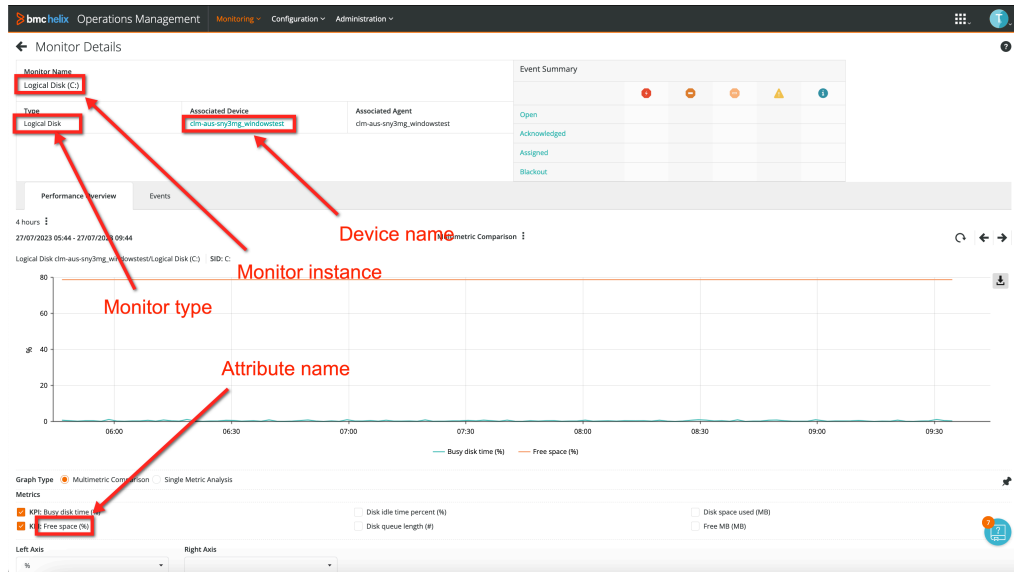 bmchelix Operations Management Monitoring Configuration Administration T
Monitor Details ?
Monitor Name
Logical Disk (C:)
Event Summary
Type Associated Device Associated Agent
Logical Disk clm-aus-sny3mg_windowstest clm-aus-sny3mg_windowstest
Open
Acknowledged
Assigned
Blackout
Performance Overview Events
4 hours
27/07/2023 05:44 - 27/07/2023 09:44
Device name
Multimetric Comparison
Logical Disk clm-aus-sny3mg_windowstest/Logical Disk (C:) SID: C:
Monitor instance
Monitor type
Attribute name
80
60
40
20
0
%
06:00 06:30 07:00 07:30 08:00 08:30 09:00 09:30
Busy disk time (%) Free space (%)
Graph Type Multimetric Comparison Single Metric Analysis
Metrics
KPI: Busy disk time (%) Disk idle time percent (%) Disk space used (MB)
KPI: Free space (%) Disk queue length (#) Free MB (MB)
7
?
Left Axis Right Axis
%